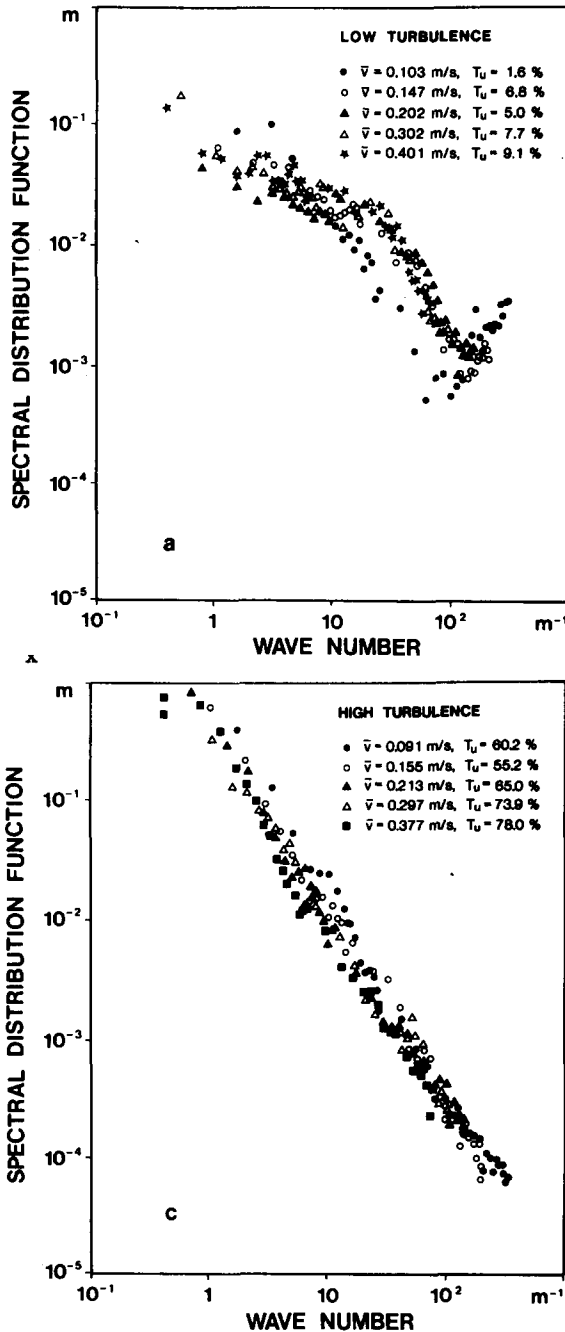 m
LOW TURBULENCE
● v̄ = 0.103 m/s, Tu = 1.6 %
○ v̄ = 0.147 m/s, Tu = 6.8 %
▲ v̄ = 0.202 m/s, Tu = 5.0 %
△ v̄ = 0.302 m/s, Tu = 7.7 %
★ v̄ = 0.401 m/s, Tu = 9.1 %
SPECTRAL DISTRIBUTION FUNCTION
10⁻¹
10⁻²
10⁻³
10⁻⁴
10⁻⁵
a
10⁻¹ 1 10 10² m⁻¹
WAVE NUMBER
m
HIGH TURBULENCE
● v̄ = 0.091 m/s, Tu = 60.2 %
○ v̄ = 0.155 m/s, Tu = 55.2 %
▲ v̄ = 0.213 m/s, Tu = 65.0 %
△ v̄ = 0.297 m/s, Tu = 73.9 %
■ v̄ = 0.377 m/s, Tu = 78.0 %
SPECTRAL DISTRIBUTION FUNCTION
10⁻¹
10⁻²
10⁻³
10⁻⁴
10⁻⁵
c
10⁻¹ 1 10 10² m⁻¹
WAVE NUMBER